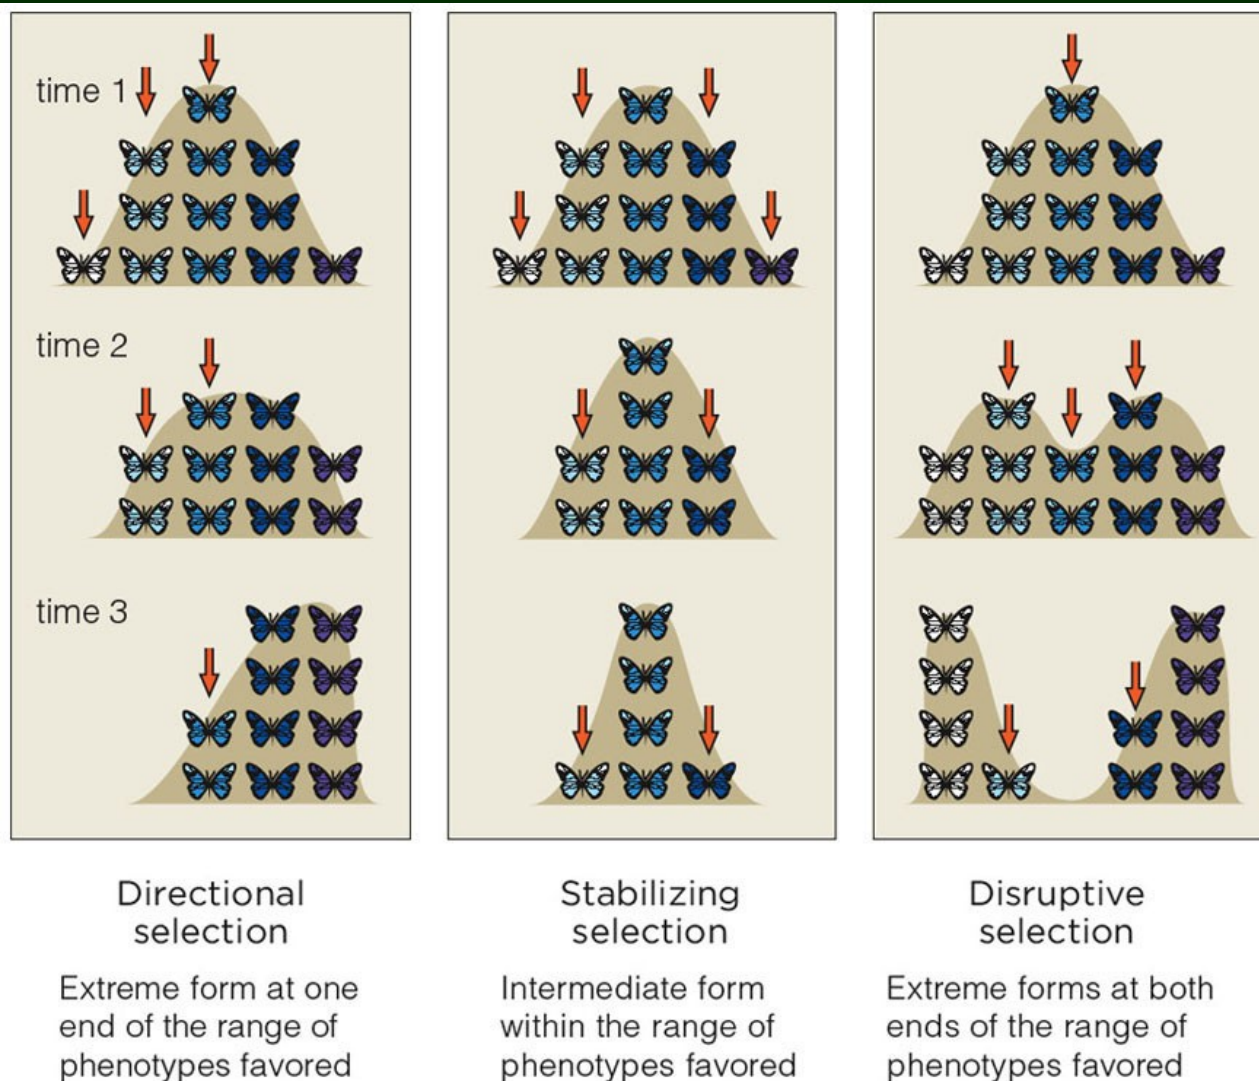 time 1
time 2
time 3
Directional
selection
Extreme form at one
end of the range of
phenotypes favored
Stabilizing
selection
Intermediate form
within the range of
phenotypes favored
Disruptive
selection
Extreme forms at both
ends of the range of
phenotypes favored